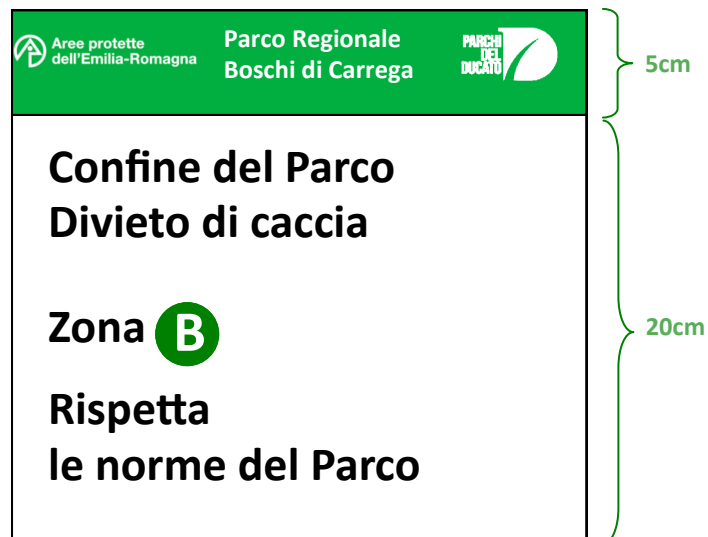 Aree protette
dell'Emilia-Romagna
Parco Regionale
Boschi di Carrega
PARCHI
DEL
DUCATO
5cm
Confine del Parco
Divieto di caccia
Zona B
20cm
Rispetta
le norme del Parco